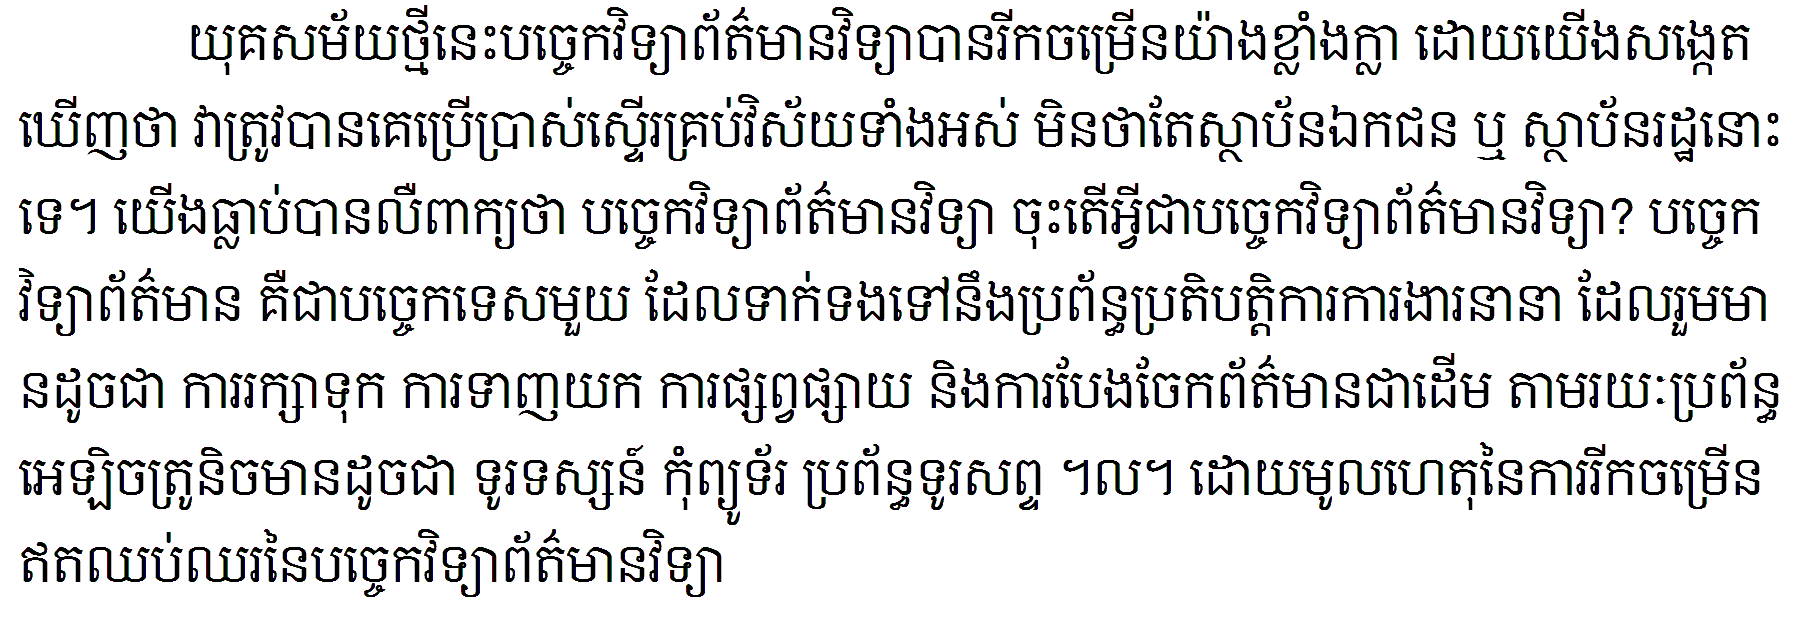 យុគសម័យថ្មីនេះបច្ចេកវិទ្យាព័ត៌មានវិទ្យាបានរីកចម្រើនយ៉ាងខ្លាំងក្លា ដោយយើងសង្កេត
ឃើញថា វាត្រូវបានគេប្រើប្រាស់ស្ទើរគ្រប់វិស័យទាំងអស់ មិនថាតែស្ថាប័នឯកជន ឬ ស្ថាប័នរដ្ឋនោះ
ទេ។ យើងធ្លាប់បានលឺពាក្យថា បច្ចេកវិទ្យាព័ត៌មានវិទ្យា ចុះតើអ្វីជាបច្ចេកវិទ្យាព័ត៌មានវិទ្យា? បច្ចេក
វិទ្យាព័ត៌មាន គឺជាបច្ចេកទេសមួយ ដែលទាក់ទងទៅនឹងប្រព័ន្ធប្រតិបត្តិការការងារនានា ដែលរួមមា
នដូចជា ការរក្សាទុក ការទាញយក ការផ្សព្វផ្សាយ និងការបែងចែកព័ត៌មានជាដើម តាមរយៈប្រព័ន្ធ
អេឡិចត្រូនិចមានដូចជា ទូរទស្សន៍ កុំព្យូទ័រ ប្រព័ន្ធទូរសព្ទ ។ល។ ដោយមូលហេតុនៃការរីកចម្រើន
ឥតឈប់ឈរនៃបច្ចេកវិទ្យាព័ត៌មានវិទ្យា